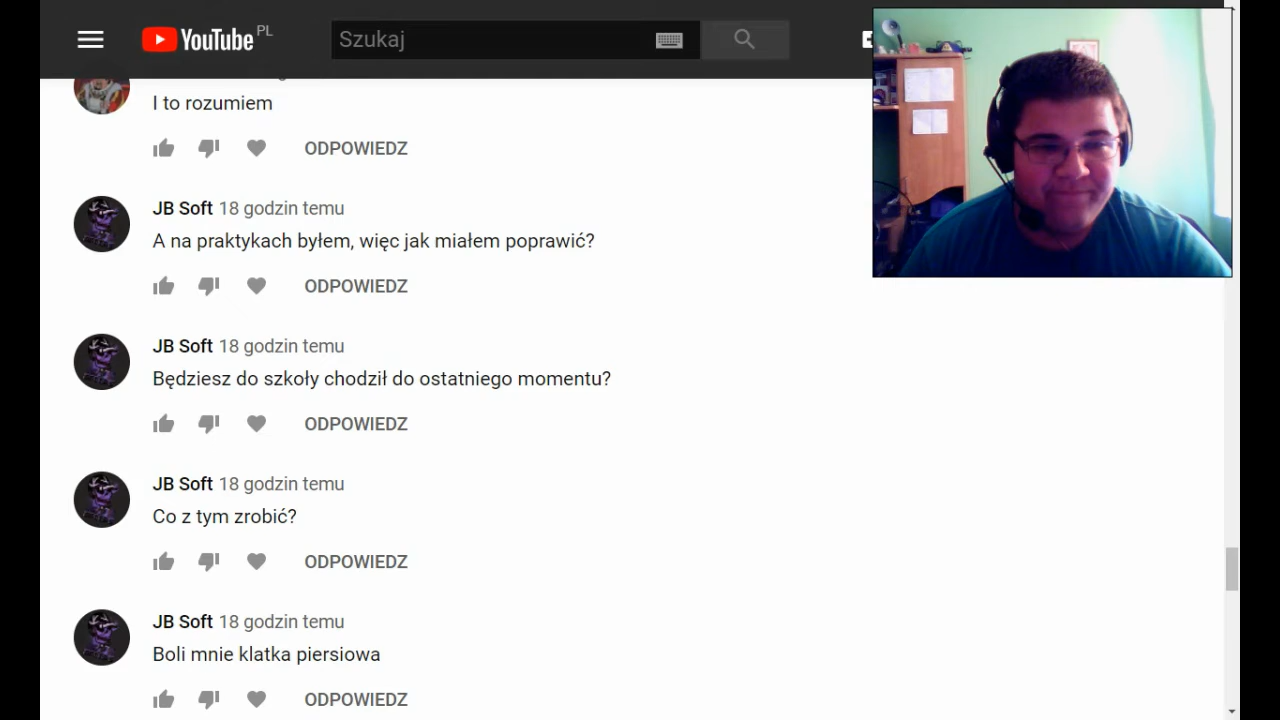 YouTube PL
Szukaj
I to rozumiem
ODPOWIEDZ
JB Soft 18 godzin temu
A na praktykach byłem, więc jak miałem poprawić?
ODPOWIEDZ
JB Soft 18 godzin temu
Będziesz do szkoły chodził do ostatniego momentu?
ODPOWIEDZ
JB Soft 18 godzin temu
Co z tym zrobić?
ODPOWIEDZ
JB Soft 18 godzin temu
Boli mnie klatka piersiowa
ODPOWIEDZ